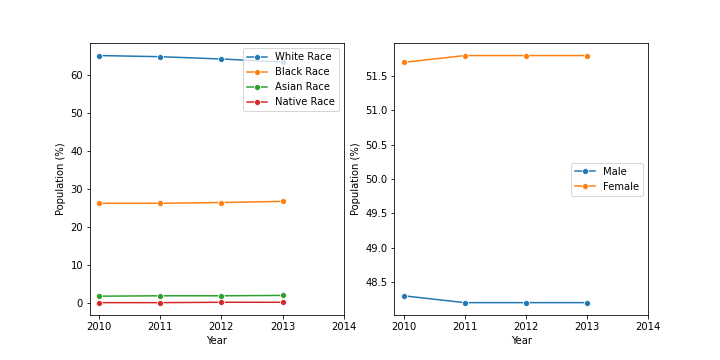 60
50
40
30
20
10
0
Population (%)
2010 2011 2012 2013 2014
Year
White Race
Black Race
Asian Race
Native Race
51.5
51.0
50.5
50.0
49.5
49.0
48.5
Population (%)
2010 2011 2012 2013 2014
Year
Male
Female